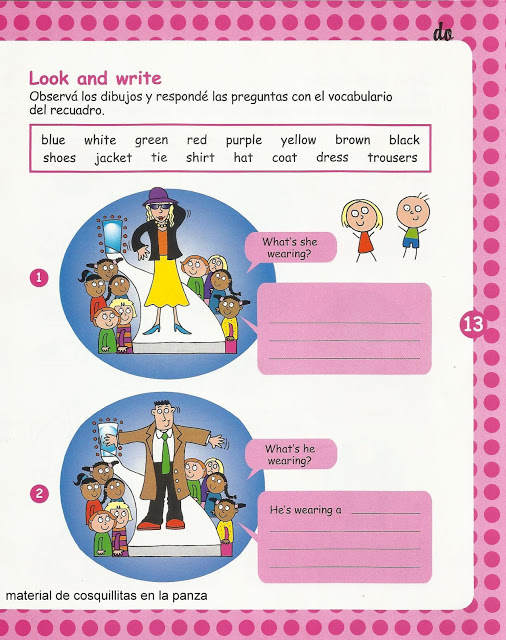 do
Look and write
Observá los dibujos y respondé las preguntas con el vocabulario
del recuadro.
blue white green red purple yellow brown black
shoes jacket tie shirt hat coat dress trousers
What's she
wearing?
1
13
What's he
wearing?
2
He's wearing a
material de cosquillitas en la panza